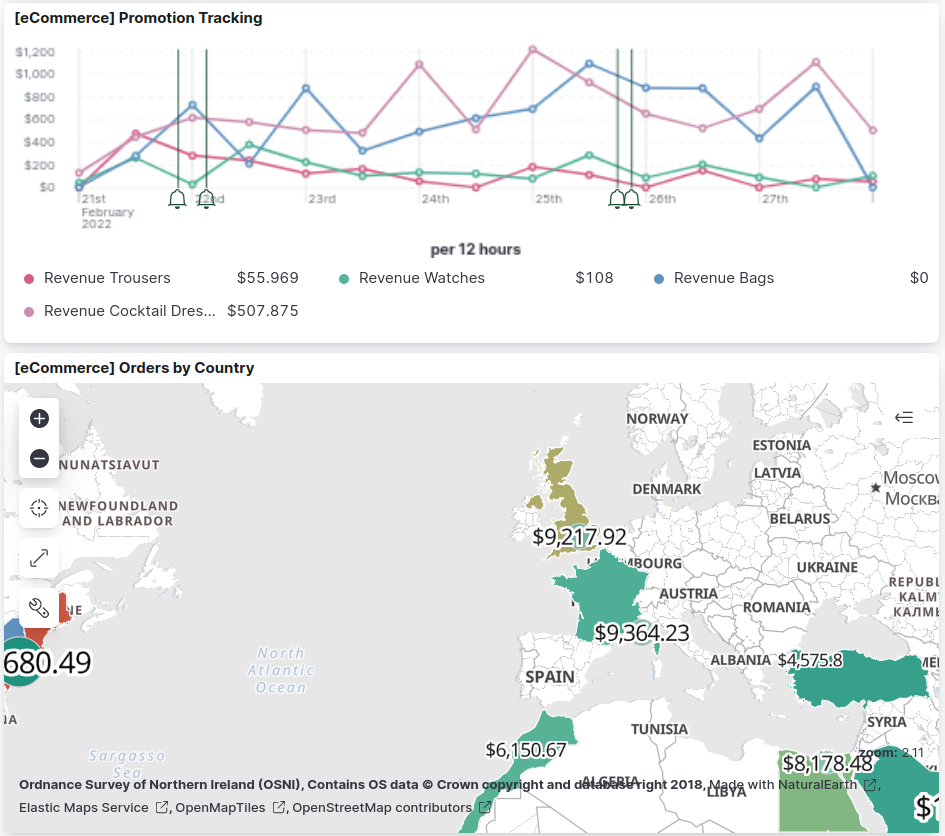 [eCommerce] Promotion Tracking
$1,200
$1,000
$800
$600
$400
$200
$0
21st
February
2022
22nd
23rd
24th
25th
26th
27th
per 12 hours
Revenue Trousers $55.969
Revenue Watches $108
Revenue Bags $0
Revenue Cocktail Dres... $507.875
[eCommerce] Orders by Country
NORWAY
ESTONIA
LATVIA
NUNATSIAVUT
Moscow
Москва
DENMARK
NEWFOUNDLAND
AND LABRADOR
BELARUS
$9,217.92
UKRAINE
AUSTRIA
ROMANIA
$9,364.23
680.49
North
Atlantic
Ocean
ALBANIA
$4,575.8
SPAIN
SYRIA
TUNISIA
$6,150.67
zoom: 2.11
Sargasso
Sea
$8,178.48
ALGERIA
LIBYA
Ordnance Survey of Northern Ireland (OSNI), Contains OS data © Crown copyright and database right 2018, Made with NaturalEarth,
Elastic Maps Service, OpenMapTiles, OpenStreetMap contributors
$1